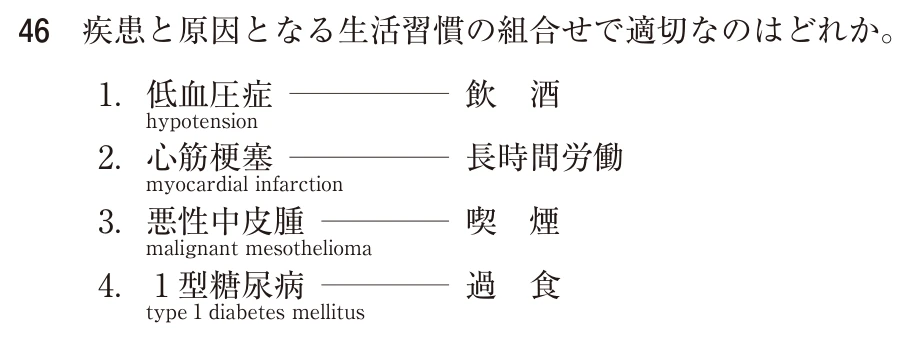 46 疾患と原因となる生活習慣の組合せで適切なのはどれか。
1. 低血圧症 ――――― 飲　酒
hypotension
2. 心筋梗塞 ――――― 長時間労働
myocardial infarction
3. 悪性中皮腫 ―――― 喫　煙
malignant mesothelioma
4. 1型糖尿病 ―――― 過　食
type 1 diabetes mellitus